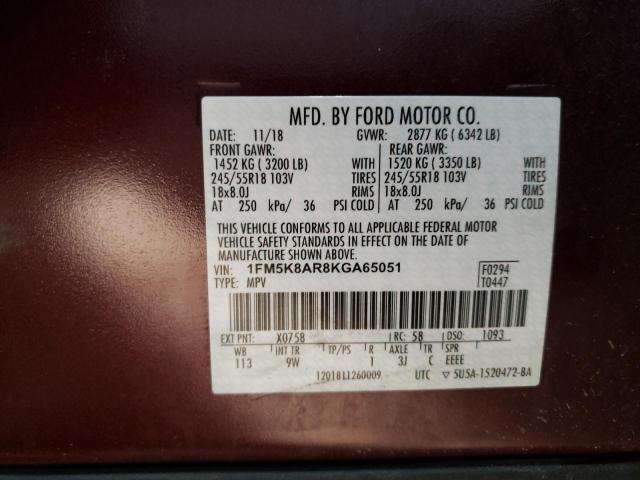 MFD. BY FORD MOTOR CO.
DATE: 11/18 GVWR: 2877 KG ( 6342 LB)
FRONT GAWR: REAR GAWR:
1452 KG ( 3200 LB) WITH 1520 KG ( 3350 LB) WITH
245/55R18 103V TIRES 245/55R18 103V TIRES
18x8.0J RIMS 18x8.0J RIMS
AT 250 kPa/ 36 PSI COLD AT 250 kPa/ 36 PSI COLD
THIS VEHICLE CONFORMS TO ALL APPLICABLE FEDERAL MOTOR
VEHICLE SAFETY STANDARDS IN EFFECT ON THE DATE OF
MANUFACTURE SHOWN ABOVE.
VIN: 1FM5K8AR8KGA65051 F0294
TYPE: MPV T0447
EXT PNT: X0758 RC: 58 DSO: 1093
WB INT TR TP/PS R AXLE TR SPR
113 9W 1 3J C EEEE
1201811260009 UTC ▽ 5U5A-1520472-BA